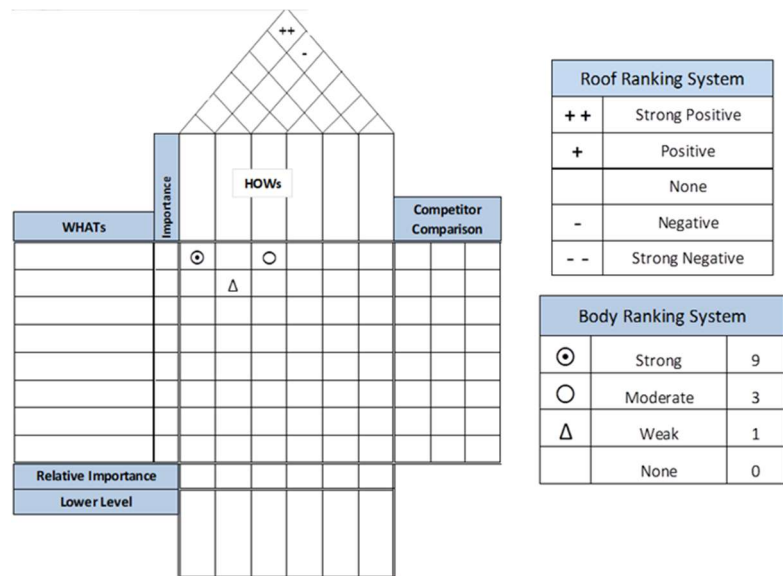 ++
-
Importance
HOWs
WHATs
Competitor
Comparison
Δ
Relative Importance
Lower Level
Roof Ranking System
++ Strong Positive
+ Positive
None
- Negative
-- Strong Negative
Body Ranking System
Strong 9
Moderate 3
Δ Weak 1
None 0